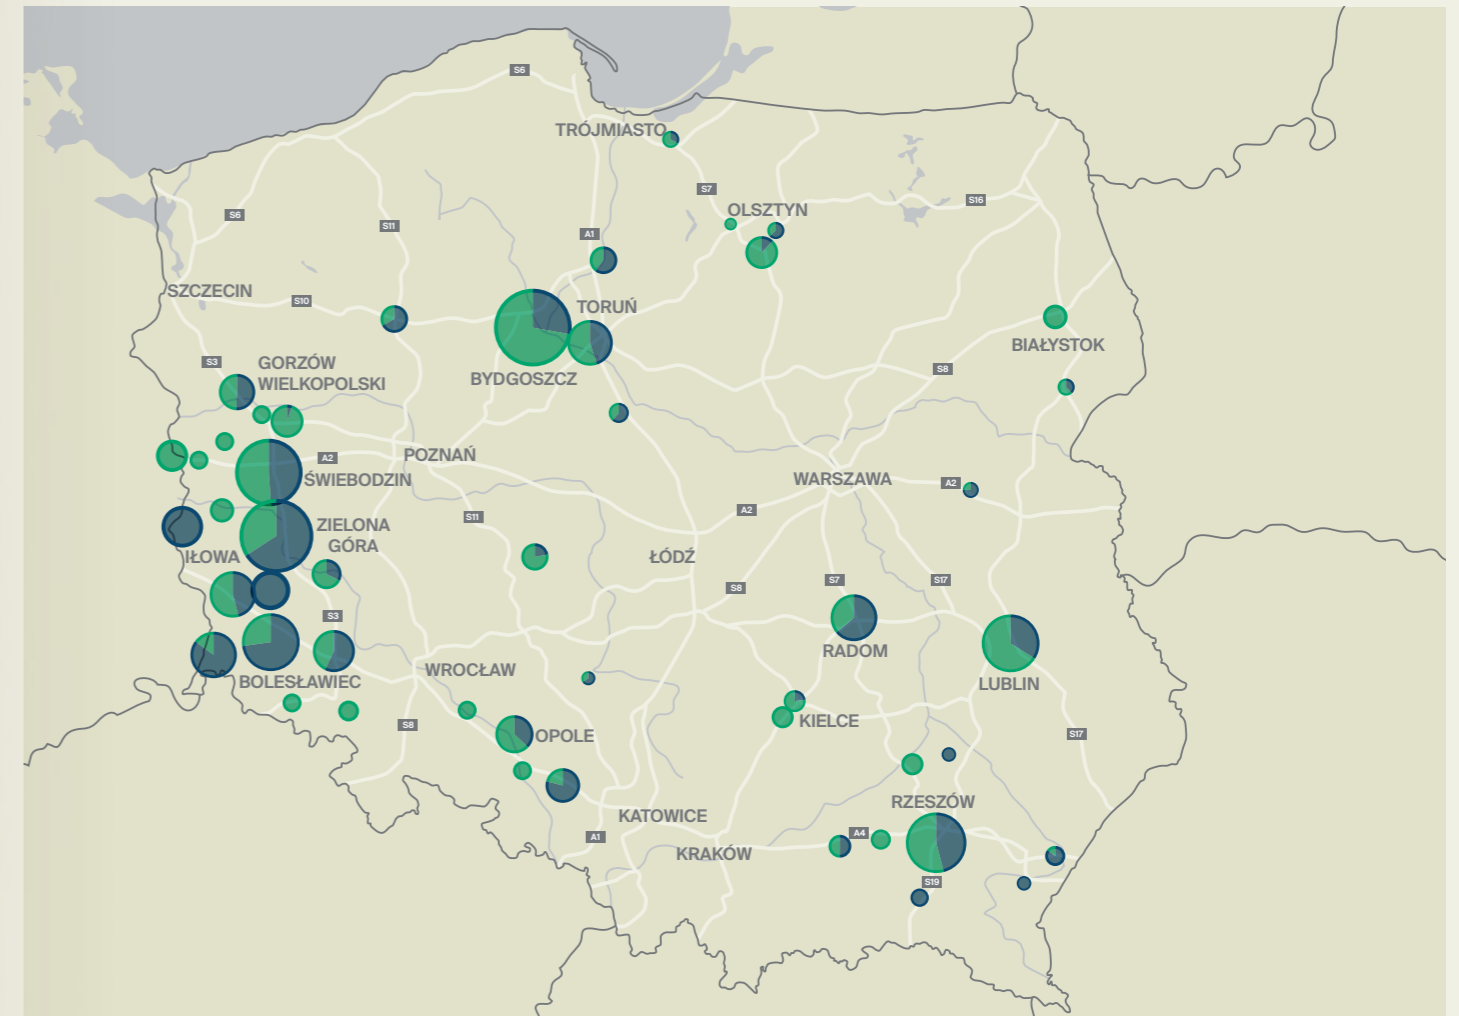 S6
TRÓJMIASTO
S7
S16
OLSZTYN
S6
S11
A1
SZCZECIN
S10
TORUŃ
BIAŁYSTOK
S3
GORZÓW
WIELKOPOLSKI
BYDGOSZCZ
S8
A2
POZNAŃ
ŚWIEBODZIN
WARSZAWA
A2
A2
S11
ZIELONA
GÓRA
IŁOWA
ŁÓDŹ
S8
S7
S17
S3
RADOM
WROCŁAW
BOLESŁAWIEC
LUBLIN
S8
OPOLE
KIELCE
S17
RZESZÓW
KATOWICE
A1
A4
KRAKÓW
S19